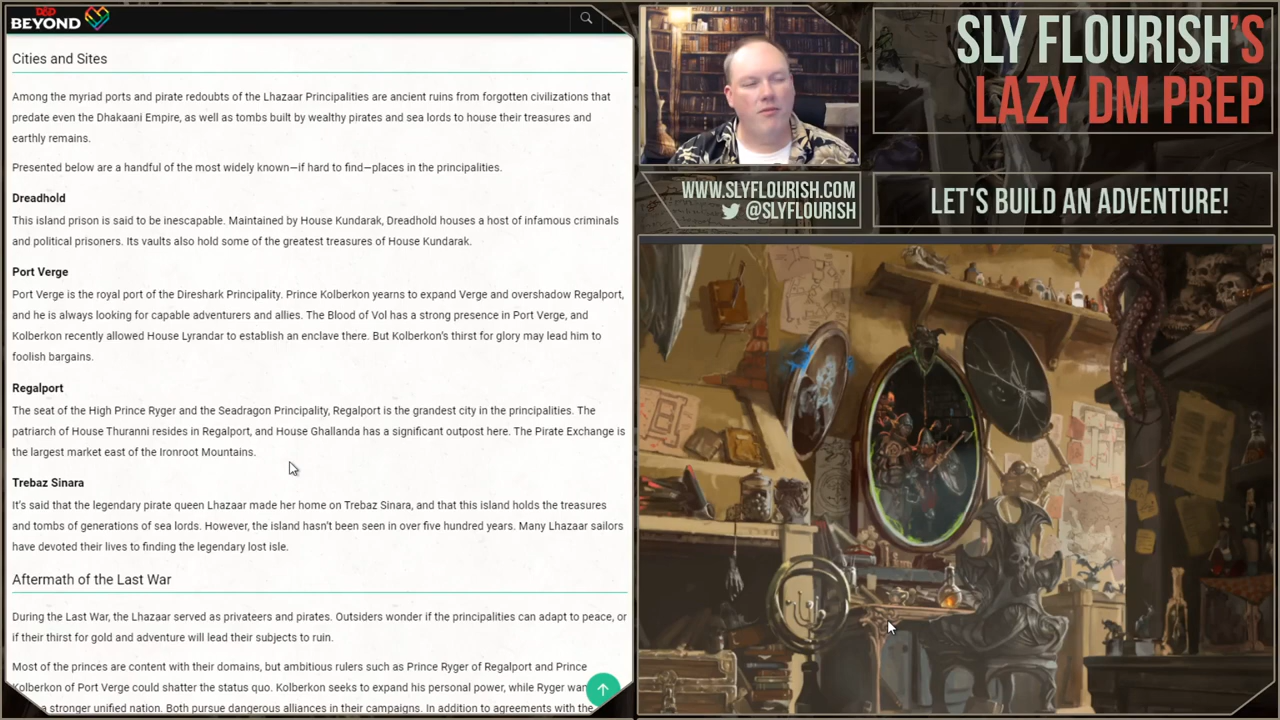 D&D
BEYOND
Cities and Sites
Among the myriad ports and pirate redoubts of the Lhazaar Principalities are ancient ruins from forgotten civilizations that
predate even the Dhakaani Empire, as well as tombs built by wealthy pirates and sea lords to house their treasures and
earthly remains.
Presented below are a handful of the most widely known—if hard to find—places in the principalities.
Dreadhold
This island prison is said to be inescapable. Maintained by House Kundarak, Dreadhold houses a host of infamous criminals
and political prisoners. Its vaults also hold some of the greatest treasures of House Kundarak.
Port Verge
Port Verge is the royal port of the Direshark Principality. Prince Kolberkon yearns to expand Verge and overshadow Regalport,
and he is always looking for capable adventurers and allies. The Blood of Vol has a strong presence in Port Verge, and
Kolberkon recently allowed House Lyrandar to establish an enclave there. But Kolberkon's thirst for glory may lead him to
foolish bargains.
Regalport
The seat of the High Prince Ryger and the Seadragon Principality, Regalport is the grandest city in the principalities. The
patriarch of House Thuranni resides in Regalport, and House Ghallanda has a significant outpost here. The Pirate Exchange is
the largest market east of the Ironroot Mountains.
Trebaz Sinara
It's said that the legendary pirate queen Lhazaar made her home on Trebaz Sinara, and that this island holds the treasures
and tombs of generations of sea lords. However, the island hasn't been seen in over five hundred years. Many Lhazaar sailors
have devoted their lives to finding the legendary lost isle.
Aftermath of the Last War
During the Last War, the Lhazaar served as privateers and pirates. Outsiders wonder if the principalities can adapt to peace, or
if their thirst for gold and adventure will lead their subjects to ruin.
Most of the princes are content with their domains, but ambitious rulers such as Prince Ryger of Regalport and Prince
Kolberkon of Port Verge could shatter the status quo. Kolberkon seeks to expand his personal power, while Ryger
a stronger unified nation. Both pursue dangerous alliances in their campaigns. In addition to agreements with the
SLY FLOURISH'S
LAZY DM PREP
WWW.SLYFLOURISH.COM
@SLYFLOURISH
LET'S BUILD AN ADVENTURE!